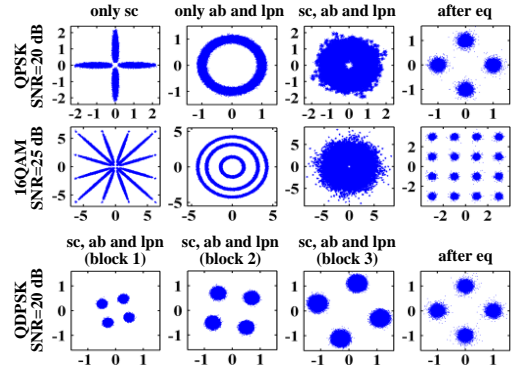 only sc only ab and lpn sc, ab and lpn after eq
QPSK
SNR=20 dB
2
1
0
-1
-2
-2 -1 0 1 2
1
0
-1
-1 0 1
2
1
0
-1
-2
-2 0 2
1
0
-1
-1 0 1
16QAM
SNR=25 dB
5
0
-5
-5 0 5
5
0
-5
-5 0 5
5
0
-5
-5 0 5
2
0
-2
-2 0 2
sc, ab and lpn
(block 1)
sc, ab and lpn
(block 2)
sc, ab and lpn
(block 3)
after eq
QDPSK
SNR=20 dB
1
0
-1
-1 0 1
1
0
-1
-1 0 1
1
0
-1
-1 0 1
1
0
-1
-1 0 1